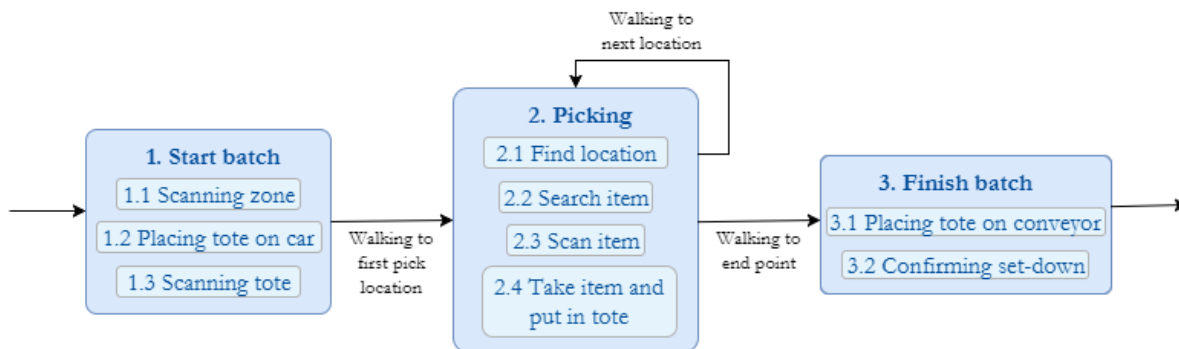 1. Start batch
1.1 Scanning zone
1.2 Placing tote on car
1.3 Scanning tote
Walking to
first pick
location
2. Picking
2.1 Find location
2.2 Search item
2.3 Scan item
2.4 Take item and
put in tote
Walking to
next location
Walking to
end point
3. Finish batch
3.1 Placing tote on conveyor
3.2 Confirming set-down